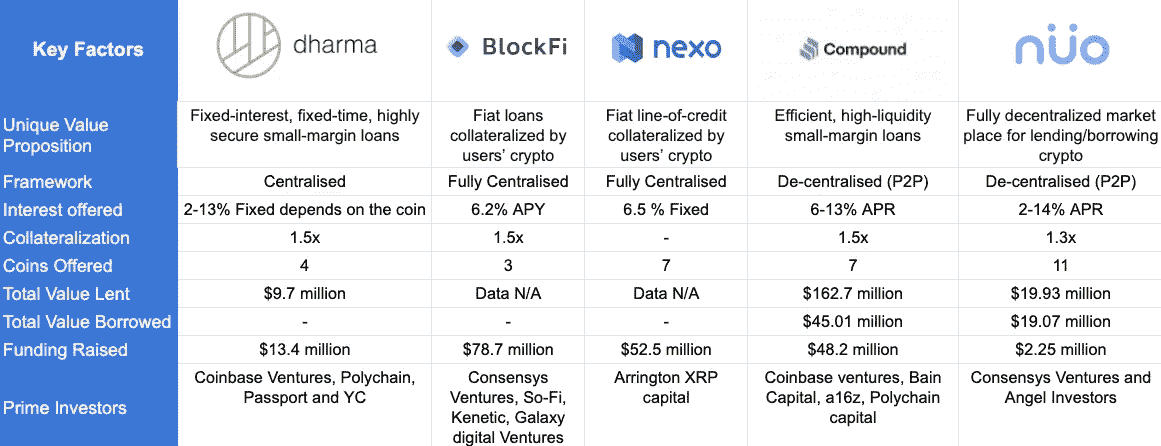 Key Factors
dharma
BlockFi
nexo
Compound
nüo
Unique Value
Proposition
Fixed-interest, fixed-time, highly
secure small-margin loans
Fiat loans
collateralized by
users' crypto
Fiat line-of-credit
collateralized by
users' crypto
Efficient, high-liquidity
small-margin loans
Fully decentralized market
place for lending/borrowing
crypto
Framework
Centralised
Fully Centralised
Fully Centralised
De-centralised (P2P)
De-centralised (P2P)
Interest offered
2-13% Fixed depends on the coin
6.2% APY
6.5 % Fixed
6-13% APR
2-14% APR
Collateralization
1.5x
1.5x
-
1.5x
1.3x
Coins Offered
4
3
7
7
11
Total Value Lent
$9.7 million
Data N/A
Data N/A
$162.7 million
$19.93 million
Total Value Borrowed
-
-
-
$45.01 million
$19.07 million
Funding Raised
$13.4 million
$78.7 million
$52.5 million
$48.2 million
$2.25 million
Prime Investors
Coinbase Ventures, Polychain,
Passport and YC
Consensys
Ventures, So-Fi,
Kenetic, Galaxy
digital Ventures
Arrington XRP
capital
Coinbase ventures, Bain
Capital, a16z, Polychain
capital
Consensys Ventures and
Angel Investors